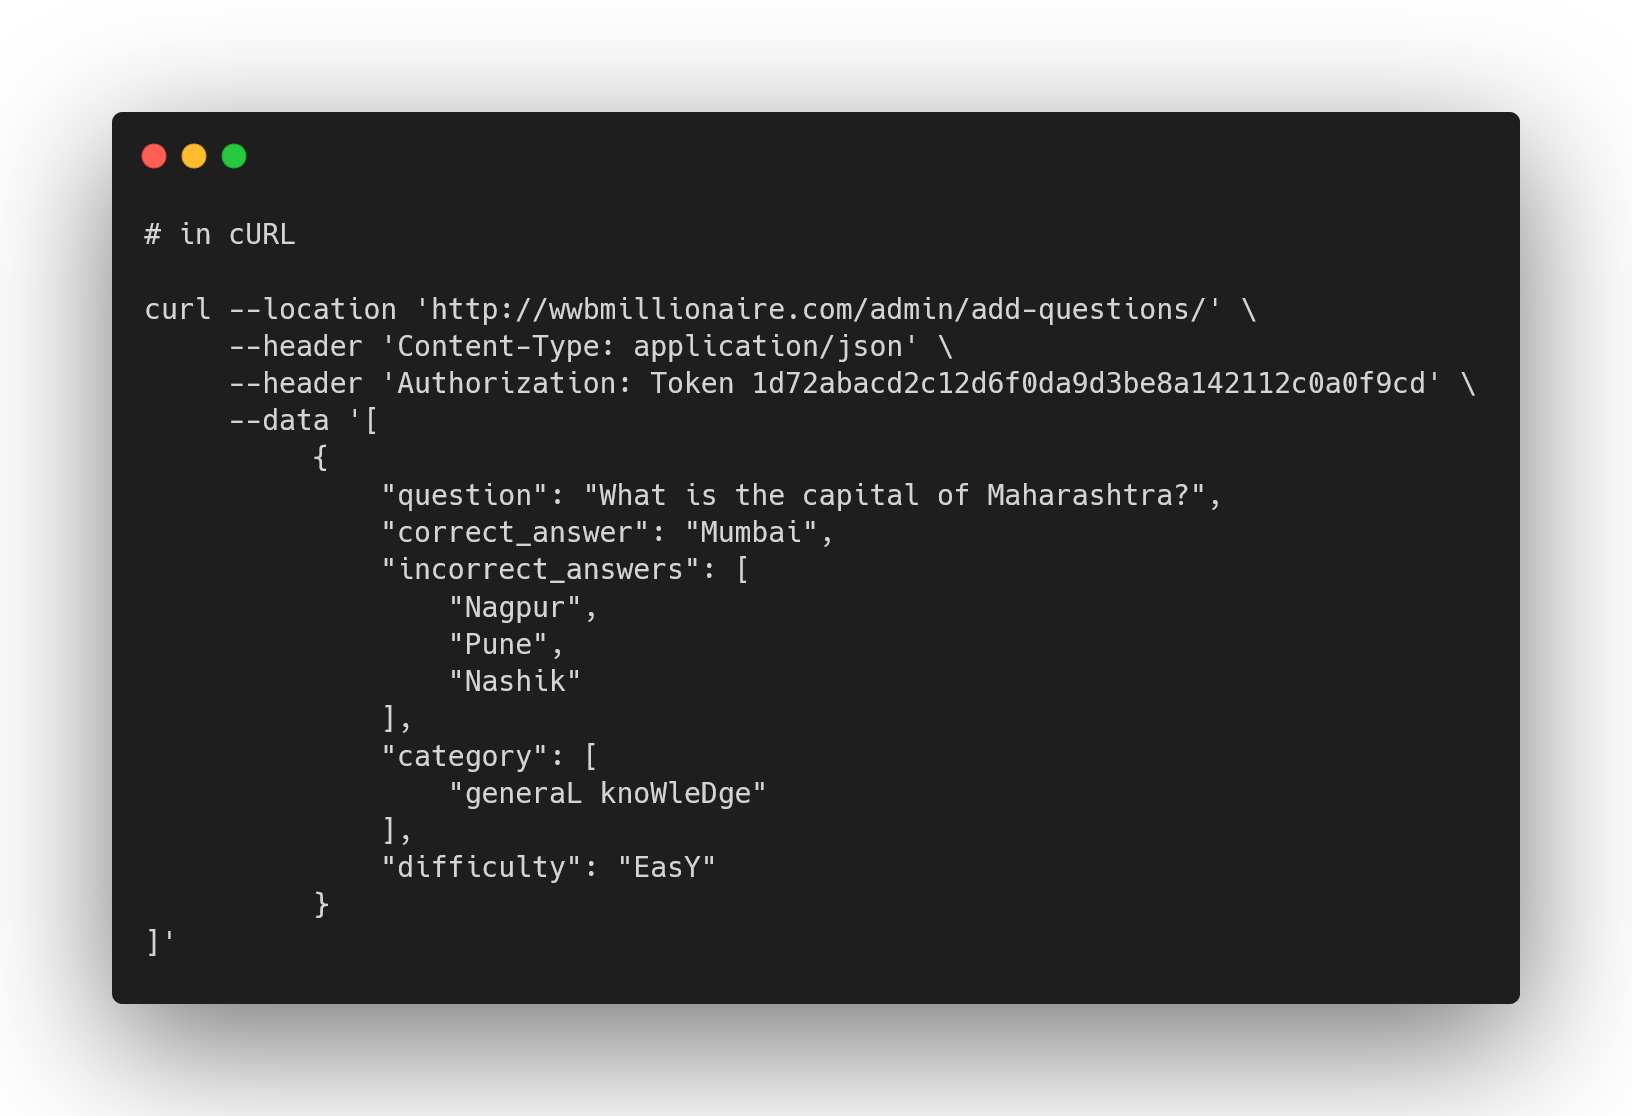 # in cURL
curl --location 'http://wwbmillionaire.com/admin/add-questions/' \
--header 'Content-Type: application/json' \
--header 'Authorization: Token 1d72abacd2c12d6f0da9d3be8a142112c0a0f9cd' \
--data '[
{
"question": "What is the capital of Maharashtra?",
"correct_answer": "Mumbai",
"incorrect_answers": [
"Nagpur",
"Pune",
"Nashik"
],
"category": [
"generaL knoWleDge"
],
"difficulty": "EasY"
}
]'